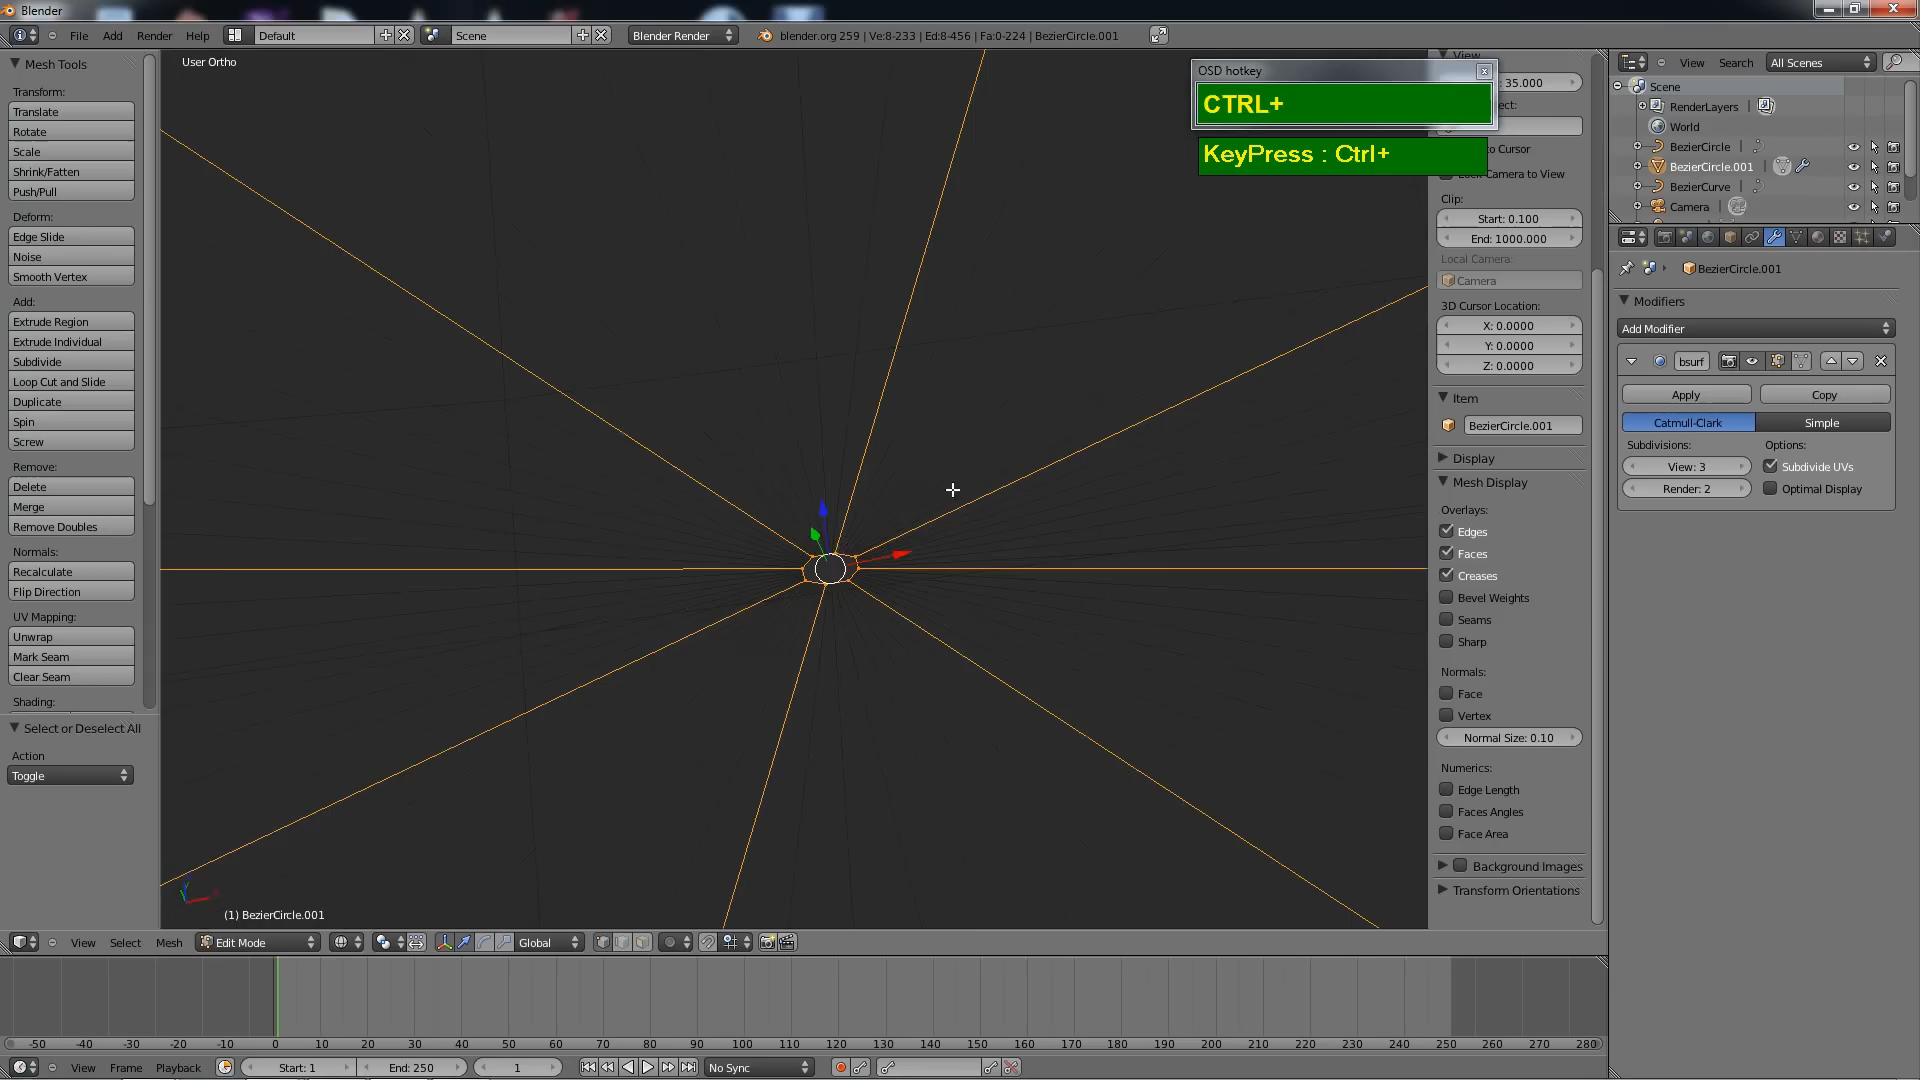 Blender
File Add Render Help Default Scene Blender Render blender.org 259 | Ve:8-233 | Ed:8-456 | Fa:0-224 | BezierCircle.001
Mesh Tools
Transform:
Translate
Rotate
Scale
Shrink/Fatten
Push/Pull
Deform:
Edge Slide
Noise
Smooth Vertex
Add:
Extrude Region
Extrude Individual
Subdivide
Loop Cut and Slide
Duplicate
Spin
Screw
Remove:
Delete
Merge
Remove Doubles
Normals:
Recalculate
Flip Direction
UV Mapping:
Unwrap
Mark Seam
Clear Seam
Shading:
Select or Deselect All
Action
Toggle
User Ortho
(1) BezierCircle.001
OSD hotkey
CTRL+
KeyPress : Ctrl+
View
: 35.000
ect:
to Cursor
Lock Camera to View
Clip:
Start: 0.100
End: 1000.000
Local Camera:
Camera
3D Cursor Location:
X: 0.0000
Y: 0.0000
Z: 0.0000
Item
BezierCircle.001
Display
Mesh Display
Overlays:
Edges
Faces
Creases
Bevel Weights
Seams
Sharp
Normals:
Face
Vertex
Normal Size: 0.10
Numerics:
Edge Length
Faces Angles
Face Area
Background Images
Transform Orientations
View Search All Scenes
Scene
RenderLayers
World
BezierCircle
BezierCircle.001
BezierCurve
Camera
BezierCircle.001
Modifiers
Add Modifier
bsurf
Apply Copy
Catmull-Clark Simple
Subdivisions: Options:
View: 3 Subdivide UVs
Render: 2 Optimal Display
View Select Mesh Edit Mode Global
-50 -40 -30 -20 -10 0 10 20 30 40 50 60 70 80 90 100 110 120 130 140 150 160 170 180 190 200 210 220 230 240 250 260 270 280
View Frame Playback Start: 1 End: 250 1 No Sync